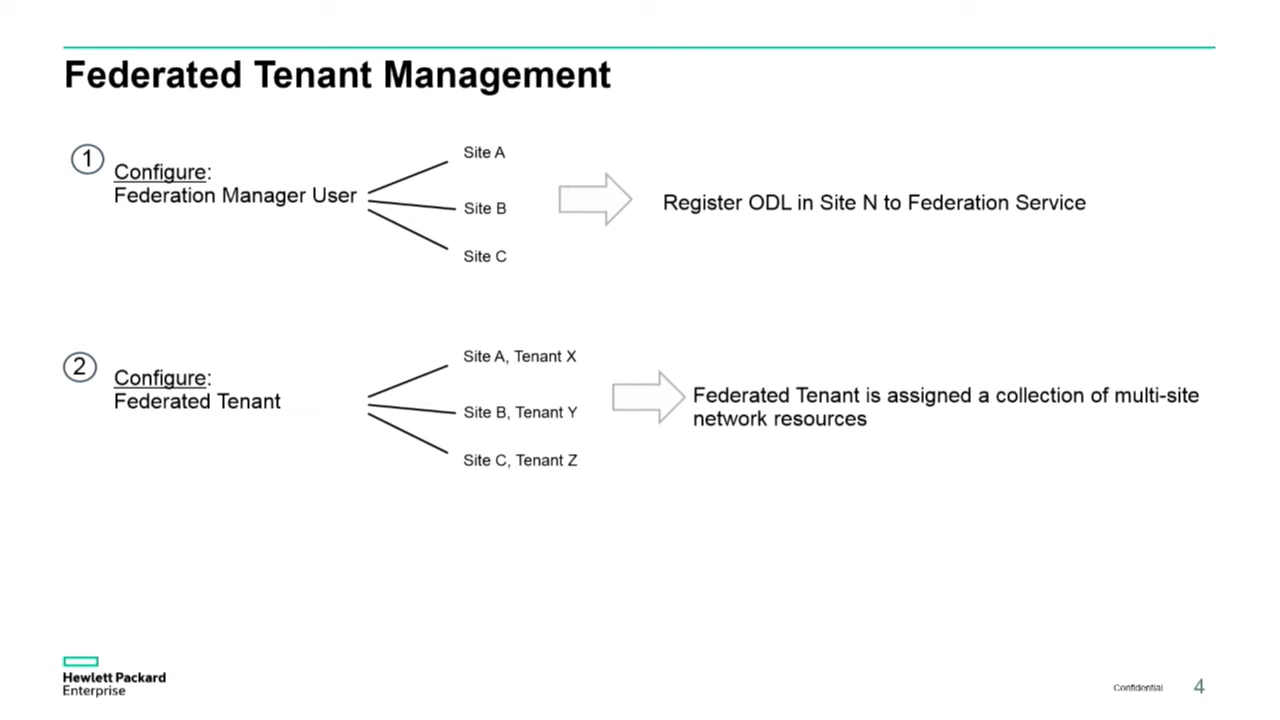 Federated Tenant Management
1
Configure:
Federation Manager User
Site A
Site B
Site C
Register ODL in Site N to Federation Service
2
Configure:
Federated Tenant
Site A, Tenant X
Site B, Tenant Y
Site C, Tenant Z
Federated Tenant is assigned a collection of multi-site
network resources
Hewlett Packard
Enterprise
Confidential
4